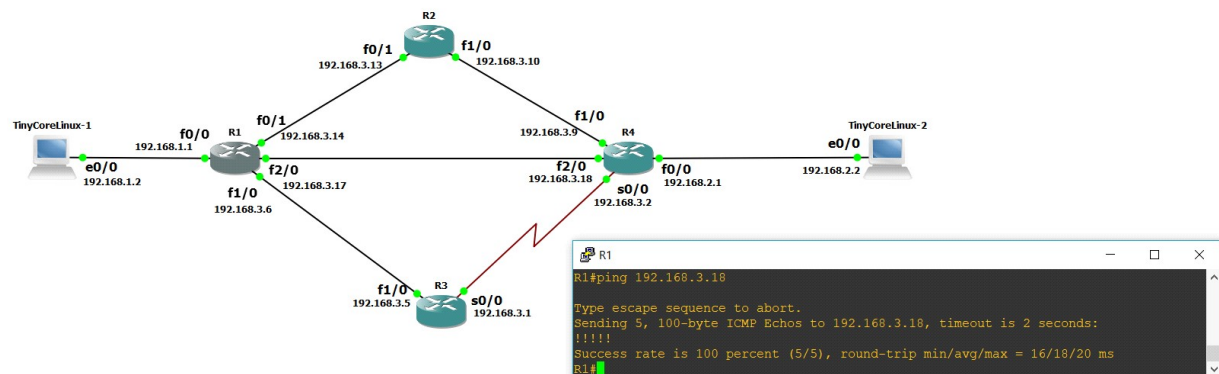 R2
f0/1
f1/0
192.168.3.13
192.168.3.10
TinyCoreLinux-1
f0/0
R1
f0/1
192.168.1.1
192.168.3.14
e0/0
192.168.1.2
f2/0
192.168.3.17
f1/0
192.168.3.6
f1/0
192.168.3.9
R4
f2/0
192.168.3.18
f0/0
192.168.2.1
s0/0
192.168.3.2
TinyCoreLinux-2
e0/0
192.168.2.2
f1/0
192.168.3.5
R3
s0/0
192.168.3.1
R1
R1#ping 192.168.3.18
Type escape sequence to abort.
Sending 5, 100-byte ICMP Echos to 192.168.3.18, timeout is 2 seconds:
!!!!!
Success rate is 100 percent (5/5), round-trip min/avg/max = 16/18/20 ms
R1#